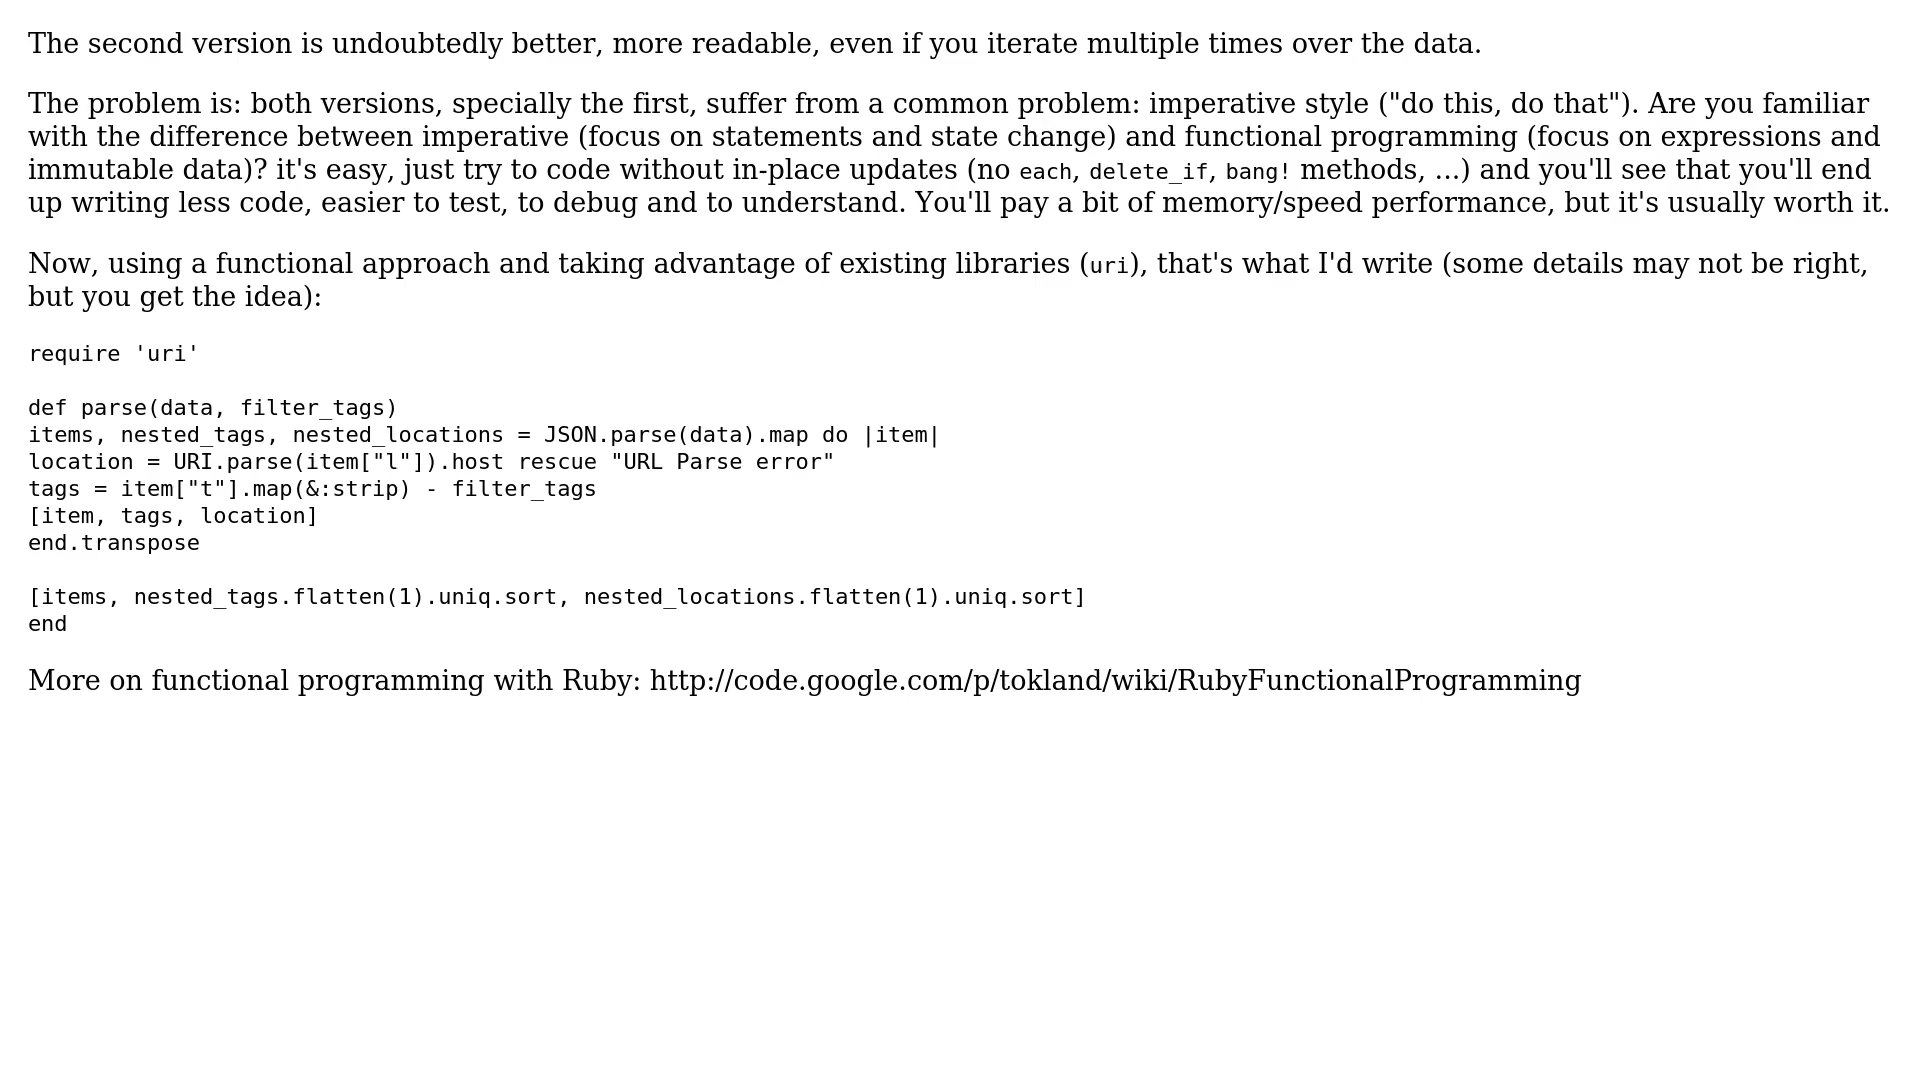 The second version is undoubtedly better, more readable, even if you iterate multiple times over the data.
The problem is: both versions, specially the first, suffer from a common problem: imperative style ("do this, do that"). Are you familiar
with the difference between imperative (focus on statements and state change) and functional programming (focus on expressions and
immutable data)? it's easy, just try to code without in-place updates (no each, delete_if, bang! methods, ...) and you'll see that you'll end
up writing less code, easier to test, to debug and to understand. You'll pay a bit of memory/speed performance, but it's usually worth it.
Now, using a functional approach and taking advantage of existing libraries (uri), that's what I'd write (some details may not be right,
but you get the idea):
require 'uri'
def parse(data, filter_tags)
items, nested_tags, nested_locations = JSON.parse(data).map do |item|
location = URI.parse(item["l"]).host rescue "URL Parse error"
tags = item["t"].map(&:strip) - filter_tags
[item, tags, location]
end.transpose
[items, nested_tags.flatten(1).uniq.sort, nested_locations.flatten(1).uniq.sort]
end
More on functional programming with Ruby: http://code.google.com/p/tokland/wiki/RubyFunctionalProgramming